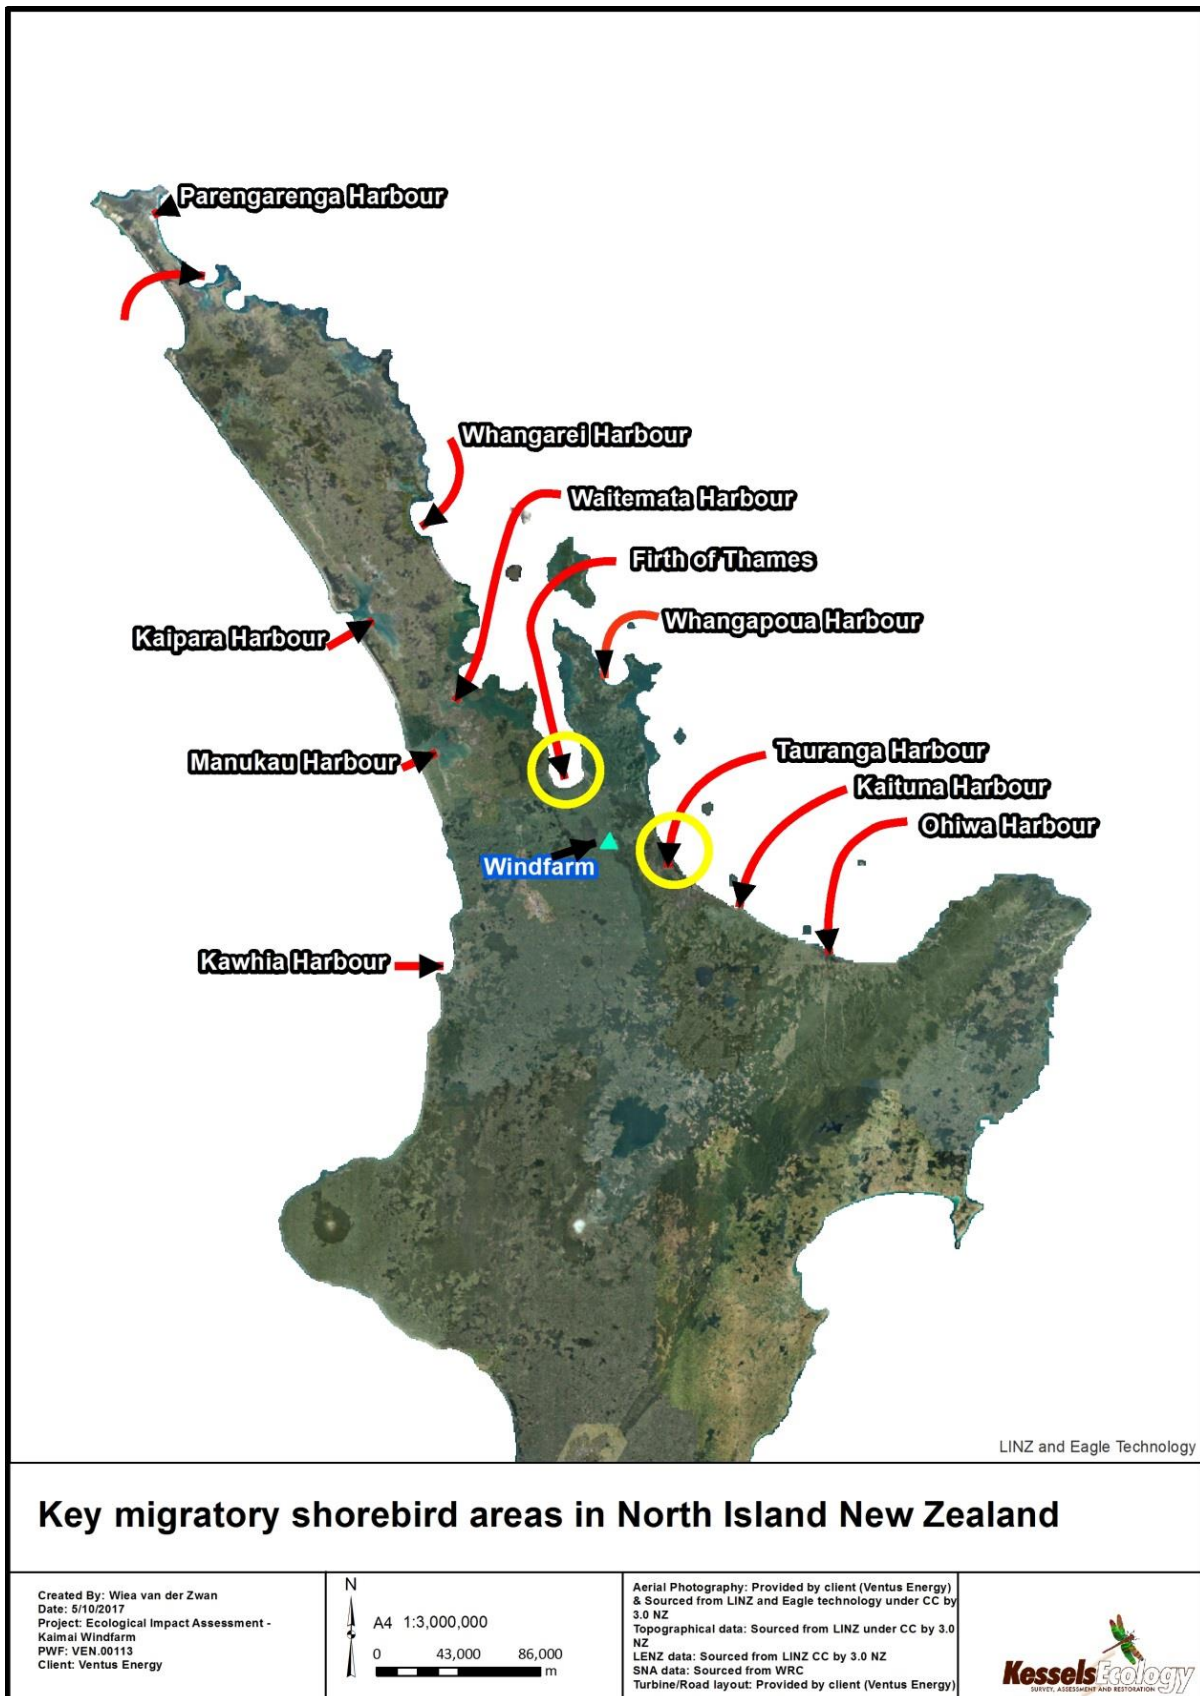 Parengarenga Harbour
Whangarei Harbour
Waitemata Harbour
Firth of Thames
Whangapoua Harbour
Kaipara Harbour
Manukau Harbour
Tauranga Harbour
Kaituna Harbour
Ohiwa Harbour
Windfarm
Kawhia Harbour
LINZ and Eagle Technology
Key migratory shorebird areas in North Island New Zealand
Created By: Wiea van der Zwan
Date: 5/10/2017
Project: Ecological Impact Assessment -
Kaimai Windfarm
PWF: VEN.00113
Client: Ventus Energy
N
A4 1:3,000,000
0 43,000 86,000
m
Aerial Photography: Provided by client (Ventus Energy)
& Sourced from LINZ and Eagle technology under CC by
3.0 NZ
Topographical data: Sourced from LINZ under CC by 3.0
NZ
LENZ data: Sourced from LINZ CC by 3.0 NZ
SNA data: Sourced from WRC
Turbine/Road layout: Provided by client (Ventus Energy)
KesselsEcology
SURVEY, ASSESSMENT AND RESTORATION